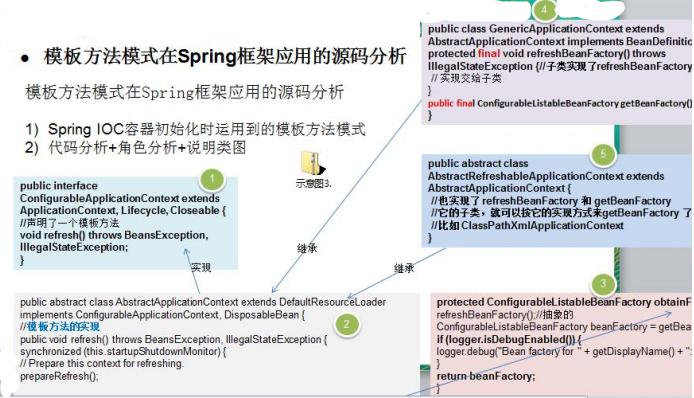 ● 模板方法模式在Spring框架应用的源码分析
模板方法模式在Spring框架应用的源码分析
1) Spring IOC容器初始化时运用到的模板方法模式
2) 代码分析+角色分析+说明类图
示意图3.
1
public interface
ConfigurableApplicationContext extends
ApplicationContext, Lifecycle, Closeable {
//声明了一个模板方法
void refresh() throws BeansException,
IllegalStateException;
}
实现
继承
继承
4
public class GenericApplicationContext extends
AbstractApplicationContext implements BeanDefinitio
protected final void refreshBeanFactory() throws
IllegalStateException {//子类实现了refreshBeanFactory
// 实现交给子类
}
public final ConfigurableListableBeanFactory getBeanFactory()
}
5
public abstract class
AbstractRefreshableApplicationContext extends
AbstractApplicationContext {
//也实现了 refreshBeanFactory 和 getBeanFactory
//它的子类，就可以按它的实现方式来getBeanFactory 了
//比如 ClassPathXmlApplicationContext
}
public abstract class AbstractApplicationContext extends DefaultResourceLoader
implements ConfigurableApplicationContext, DisposableBean {
//模板方法的实现
2
public void refresh() throws BeansException, IllegalStateException {
synchronized (this.startupShutdownMonitor) {
// Prepare this context for refreshing.
prepareRefresh();
3
protected ConfigurableListableBeanFactory obtainF
refreshBeanFactory();//抽象的
ConfigurableListableBeanFactory beanFactory = getBea
if (logger.isDebugEnabled()) {
logger.debug("Bean factory for " + getDisplayName() + ":
}
return beanFactory;
}